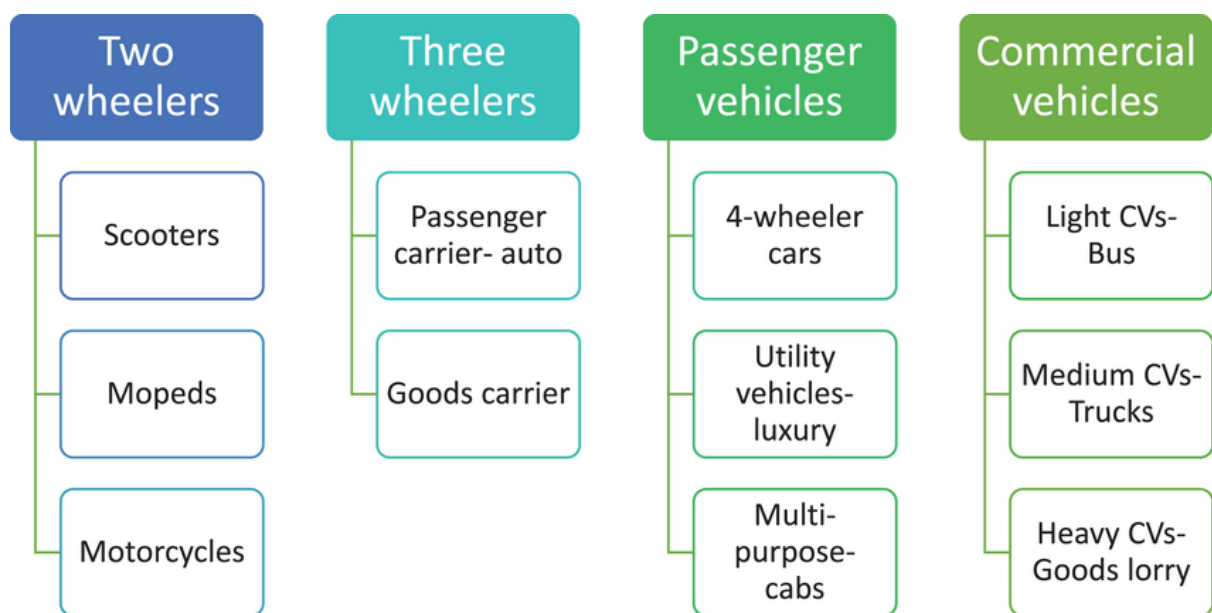 Two
wheelers
Scooters
Mopeds
Motorcycles
Three
wheelers
Passenger
carrier- auto
Goods carrier
Passenger
vehicles
4-wheeler
cars
Utility
vehicles-
luxury
Multi-
purpose-
cabs
Commercial
vehicles
Light CVs-
Bus
Medium CVs-
Trucks
Heavy CVs-
Goods lorry